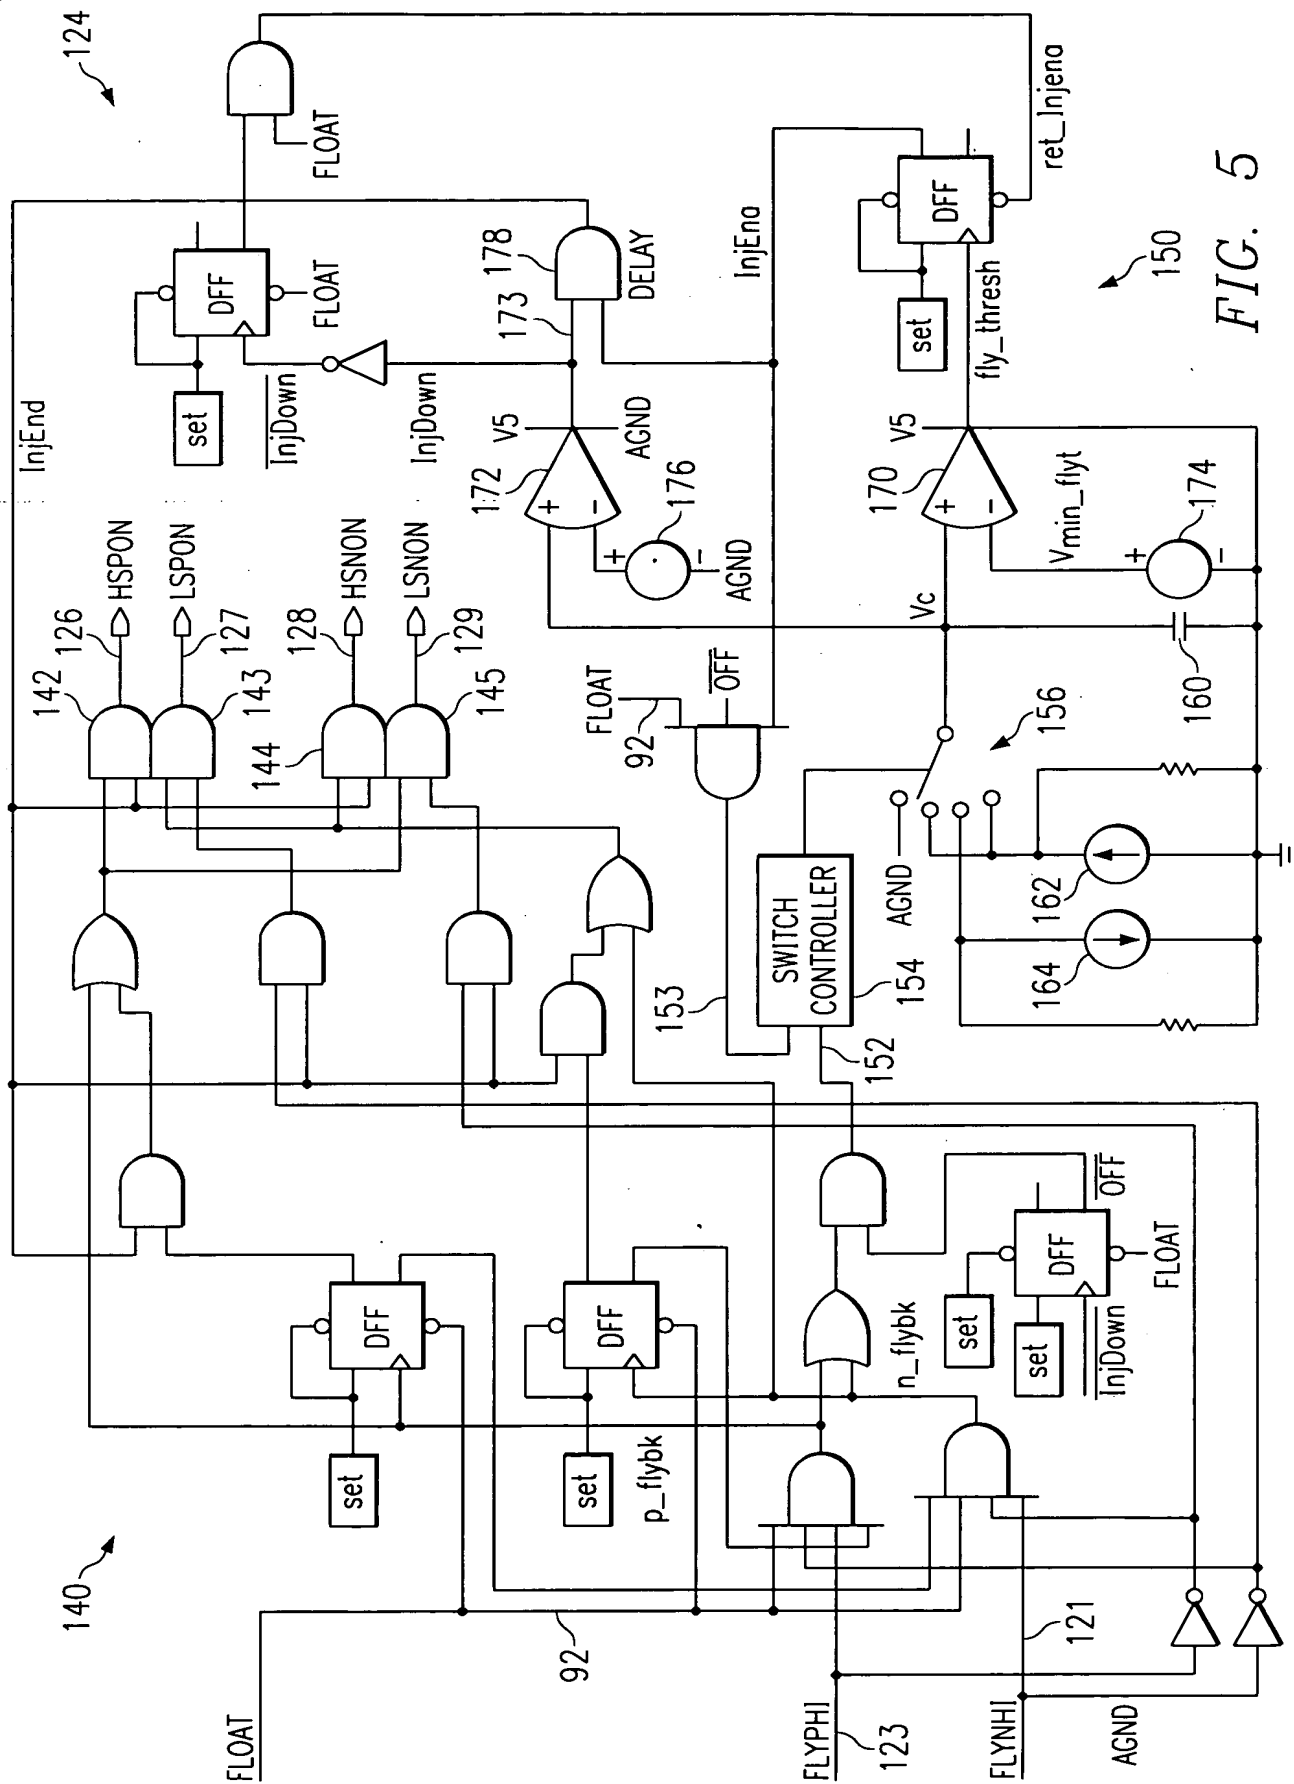 140
142
InjEnd
124
126
HSPON
LSPON
127
143
set
DFF
InjDown
FLOAT
FLOAT
FLOAT
144
128
HSNON
LSNON
129
145
set
DFF
InjDown
172
V5
173
178
+
-
AGND
DELAY
92
set
DFF
p_flybk
FLOAT
92
OFF
+
-
176
AGND
153
SWITCH
CONTROLLER
154
InjEna
FLYPHI
123
152
n_flybk
AGND
Vc
170
V5
set
DFF
fly_thresh
+
-
156
Vmin_flyt
ret_Injena
FLYNHI
121
set
set
DFF
OFF
InjDown
FLOAT
164
162
160
+
-
174
AGND
150
FIG. 5